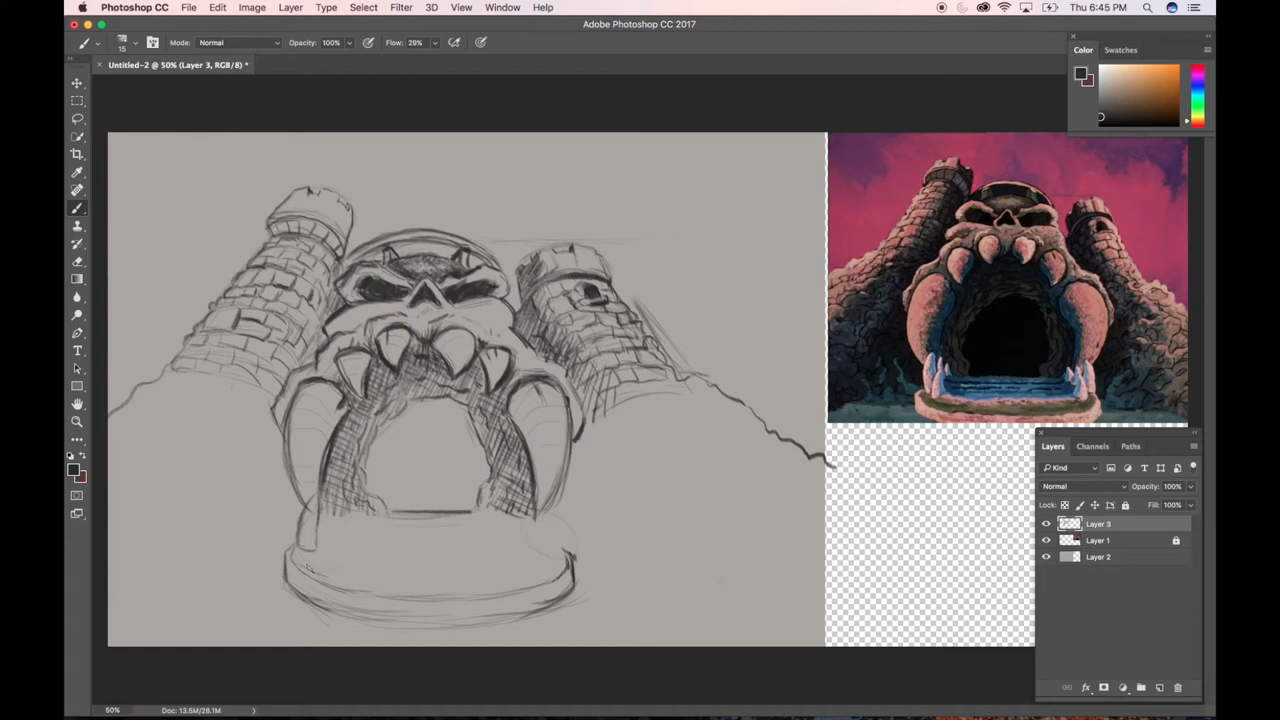 Photoshop CC File Edit Image Layer Type Select Filter 3D View Window Help Thu 6:45 PM
Adobe Photoshop CC 2017
15 Mode: Normal Opacity: 100% Flow: 29%
× Untitled-2 @ 50% (Layer 3, RGB/8) *
Color Swatches
Layers Channels Paths
Kind
Normal Opacity: 100%
Lock: Fill: 100%
Layer 3
Layer 1
Layer 2
fx
50% Doc: 13.5M/28.1M